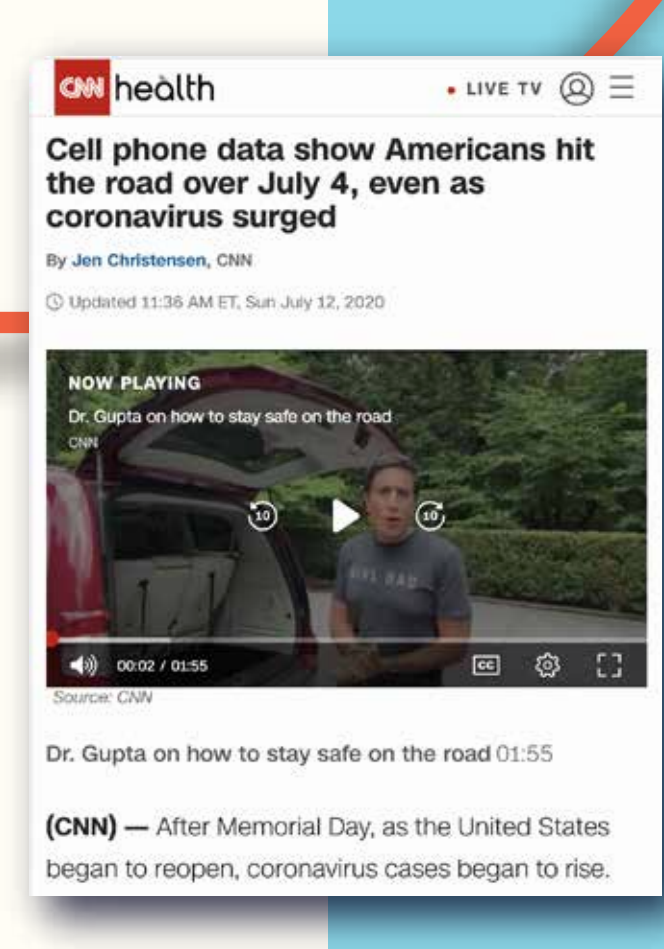 CNN health
• LIVE TV
Cell phone data show Americans hit
the road over July 4, even as
coronavirus surged
By Jen Christensen, CNN
Updated 11:36 AM ET, Sun July 12, 2020
NOW PLAYING
Dr. Gupta on how to stay safe on the road
CNN
10
10
00:02 / 01:55
CC
Source: CNN
Dr. Gupta on how to stay safe on the road 01:55
(CNN) — After Memorial Day, as the United States
began to reopen, coronavirus cases began to rise.